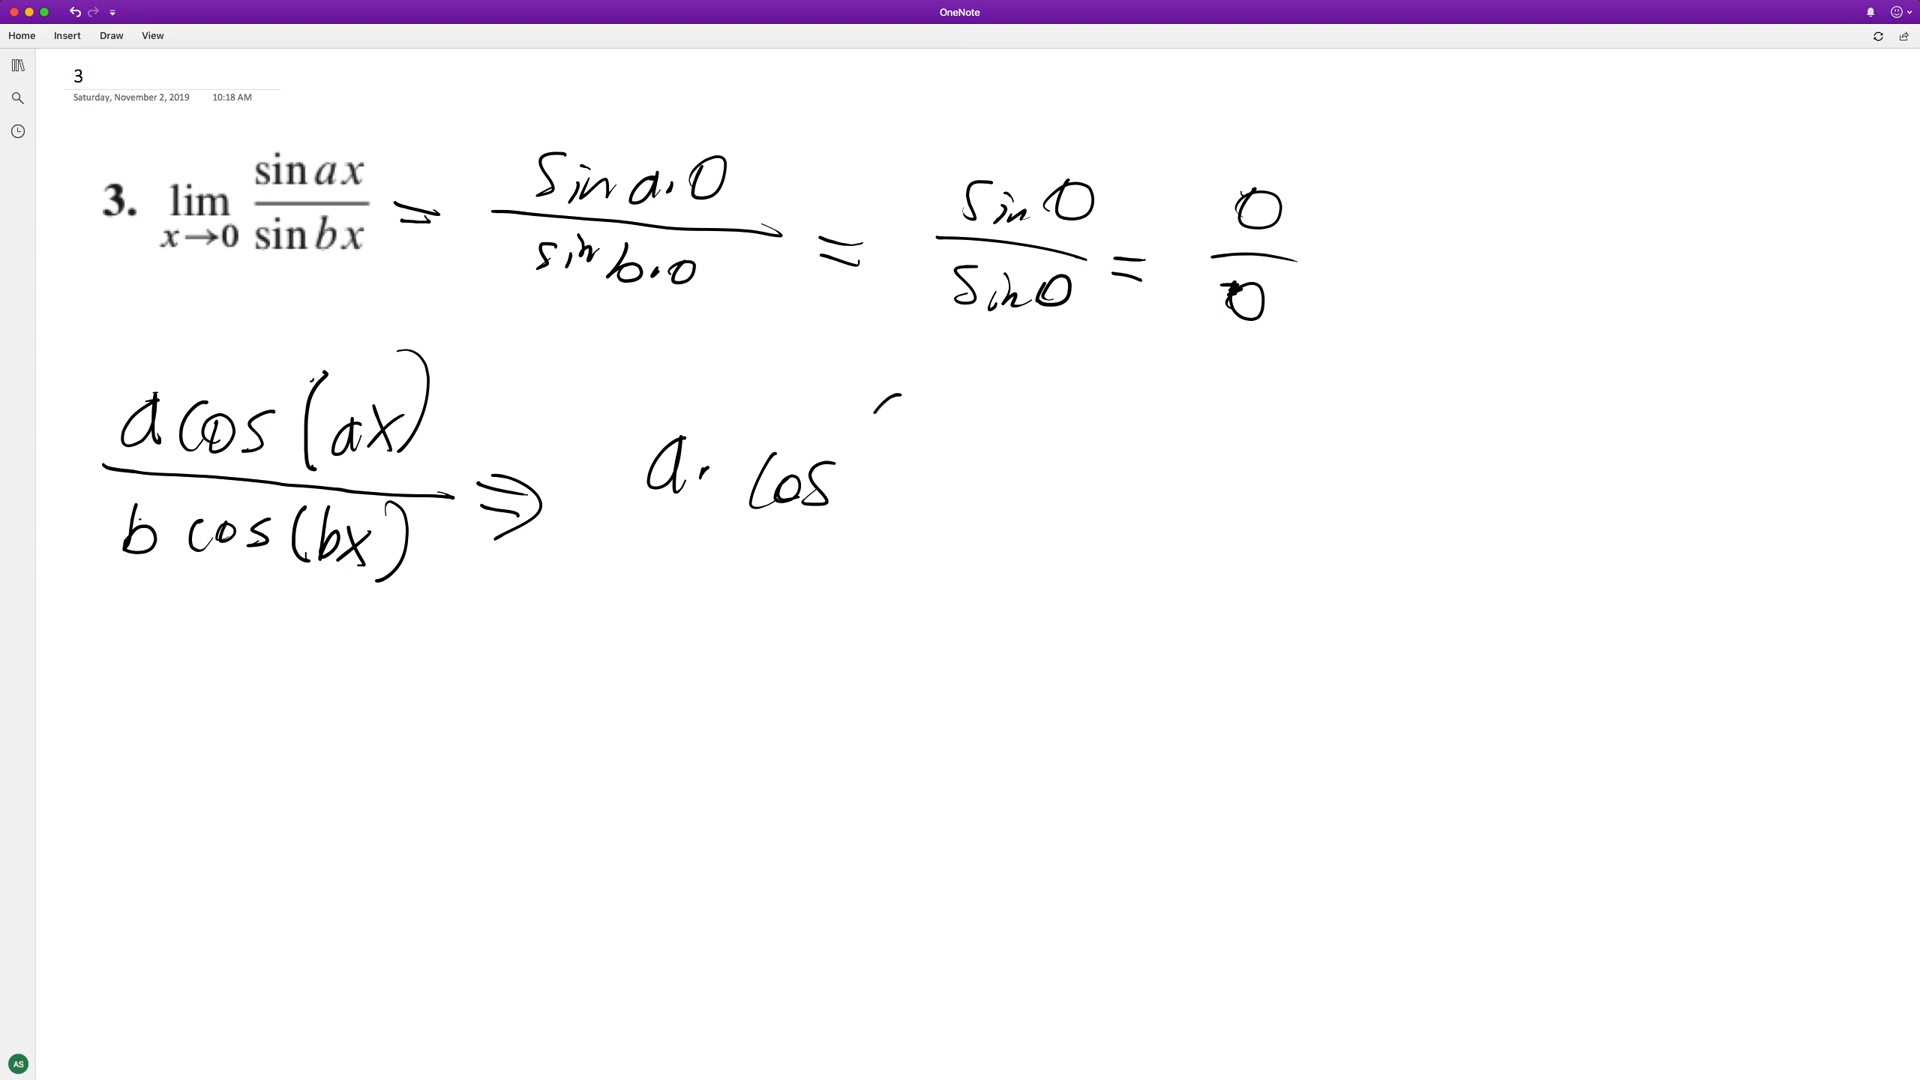 OneNote
Home Insert Draw View
3
Saturday, November 2, 2019 10:18 AM
3. lim x→0 sin ax / sin bx = sin a·0 / sin b·0 = sin 0 / sin 0 = 0 / 0
a cos (ax) / b cos (bx) ⇒ a· cos
AS